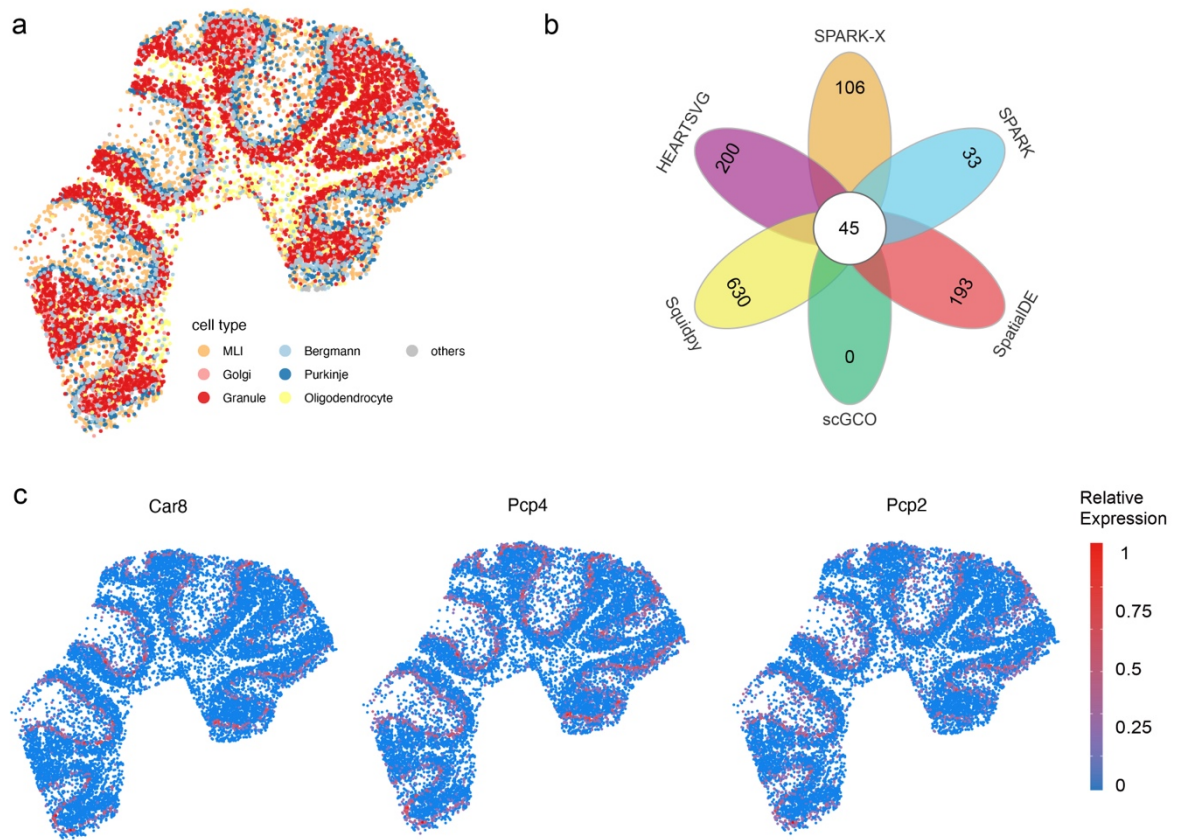 a
cell type
MLI
Bergmann
others
Golgi
Purkinje
Granule
Oligodendrocyte
b
SPARK-X
106
HEARTSVG
200
SPARK
33
45
Squidpy
630
SpatialDE
193
0
scGCO
c
Car8
Pcp4
Pcp2
Relative
Expression
1
0.75
0.5
0.25
0